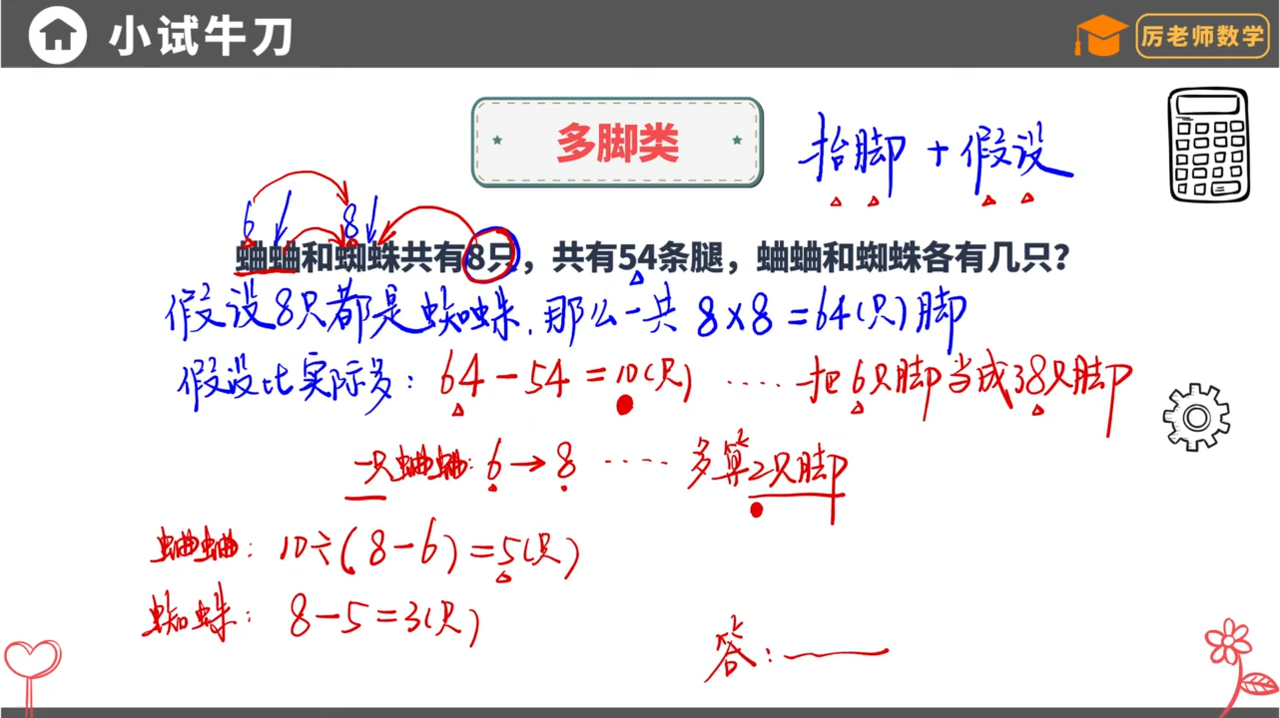 小试牛刀
厉老师数学
多脚类
抬脚 + 假设
6 8
蛐蛐和蜘蛛共有8只，共有54条腿，蛐蛐和蜘蛛各有几只？
假设8只都是蜘蛛，那么一共 8×8=64(只)脚
假设比实际多： 64-54=10(只) ····· 把6只脚当成38只脚
一只蛐蛐： 6→8 ····· 多算2只脚
蛐蛐： 10÷(8-6)=5(只)
蜘蛛： 8-5=3(只)
答：